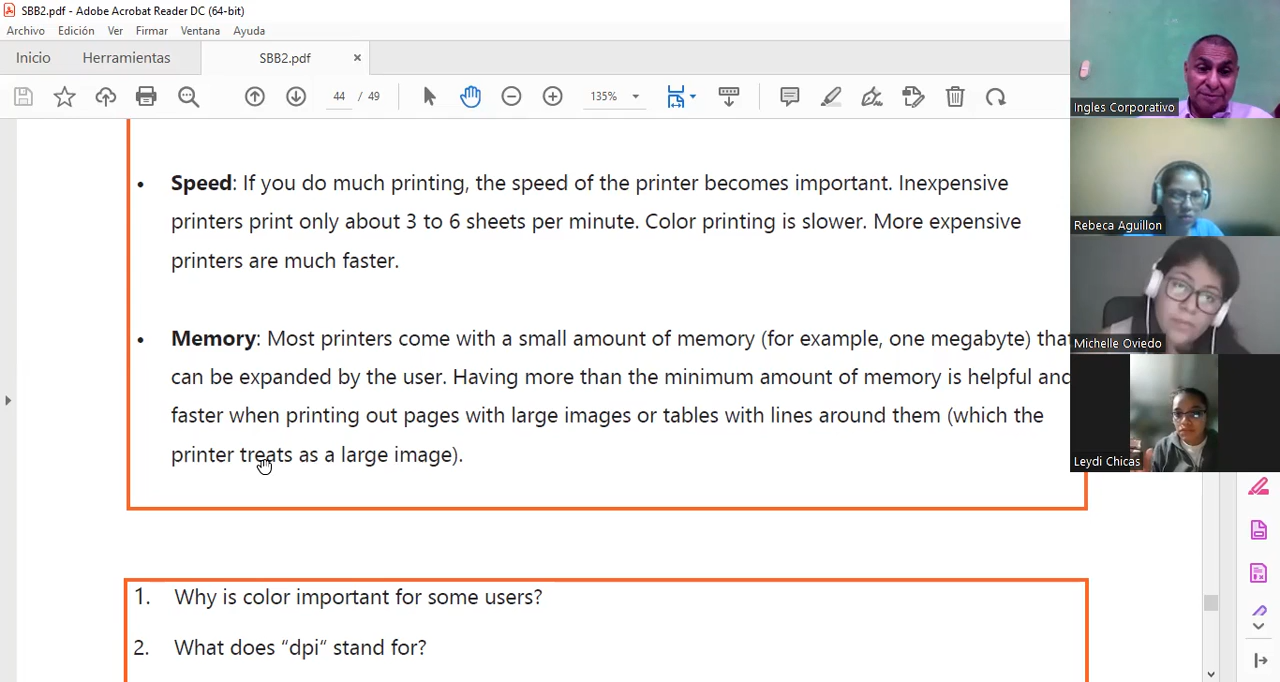 SBB2.pdf - Adobe Acrobat Reader DC (64-bit)
Archivo Edición Ver Firmar Ventana Ayuda
Inicio Herramientas SBB2.pdf ×
44 / 49 135%
• Speed: If you do much printing, the speed of the printer becomes important. Inexpensive
printers print only about 3 to 6 sheets per minute. Color printing is slower. More expensive
printers are much faster.
• Memory: Most printers come with a small amount of memory (for example, one megabyte) that
can be expanded by the user. Having more than the minimum amount of memory is helpful and
faster when printing out pages with large images or tables with lines around them (which the
printer treats as a large image).
1. Why is color important for some users?
2. What does “dpi“ stand for?
Ingles Corporativo
Rebeca Aguillon
Michelle Oviedo
Leydi Chicas